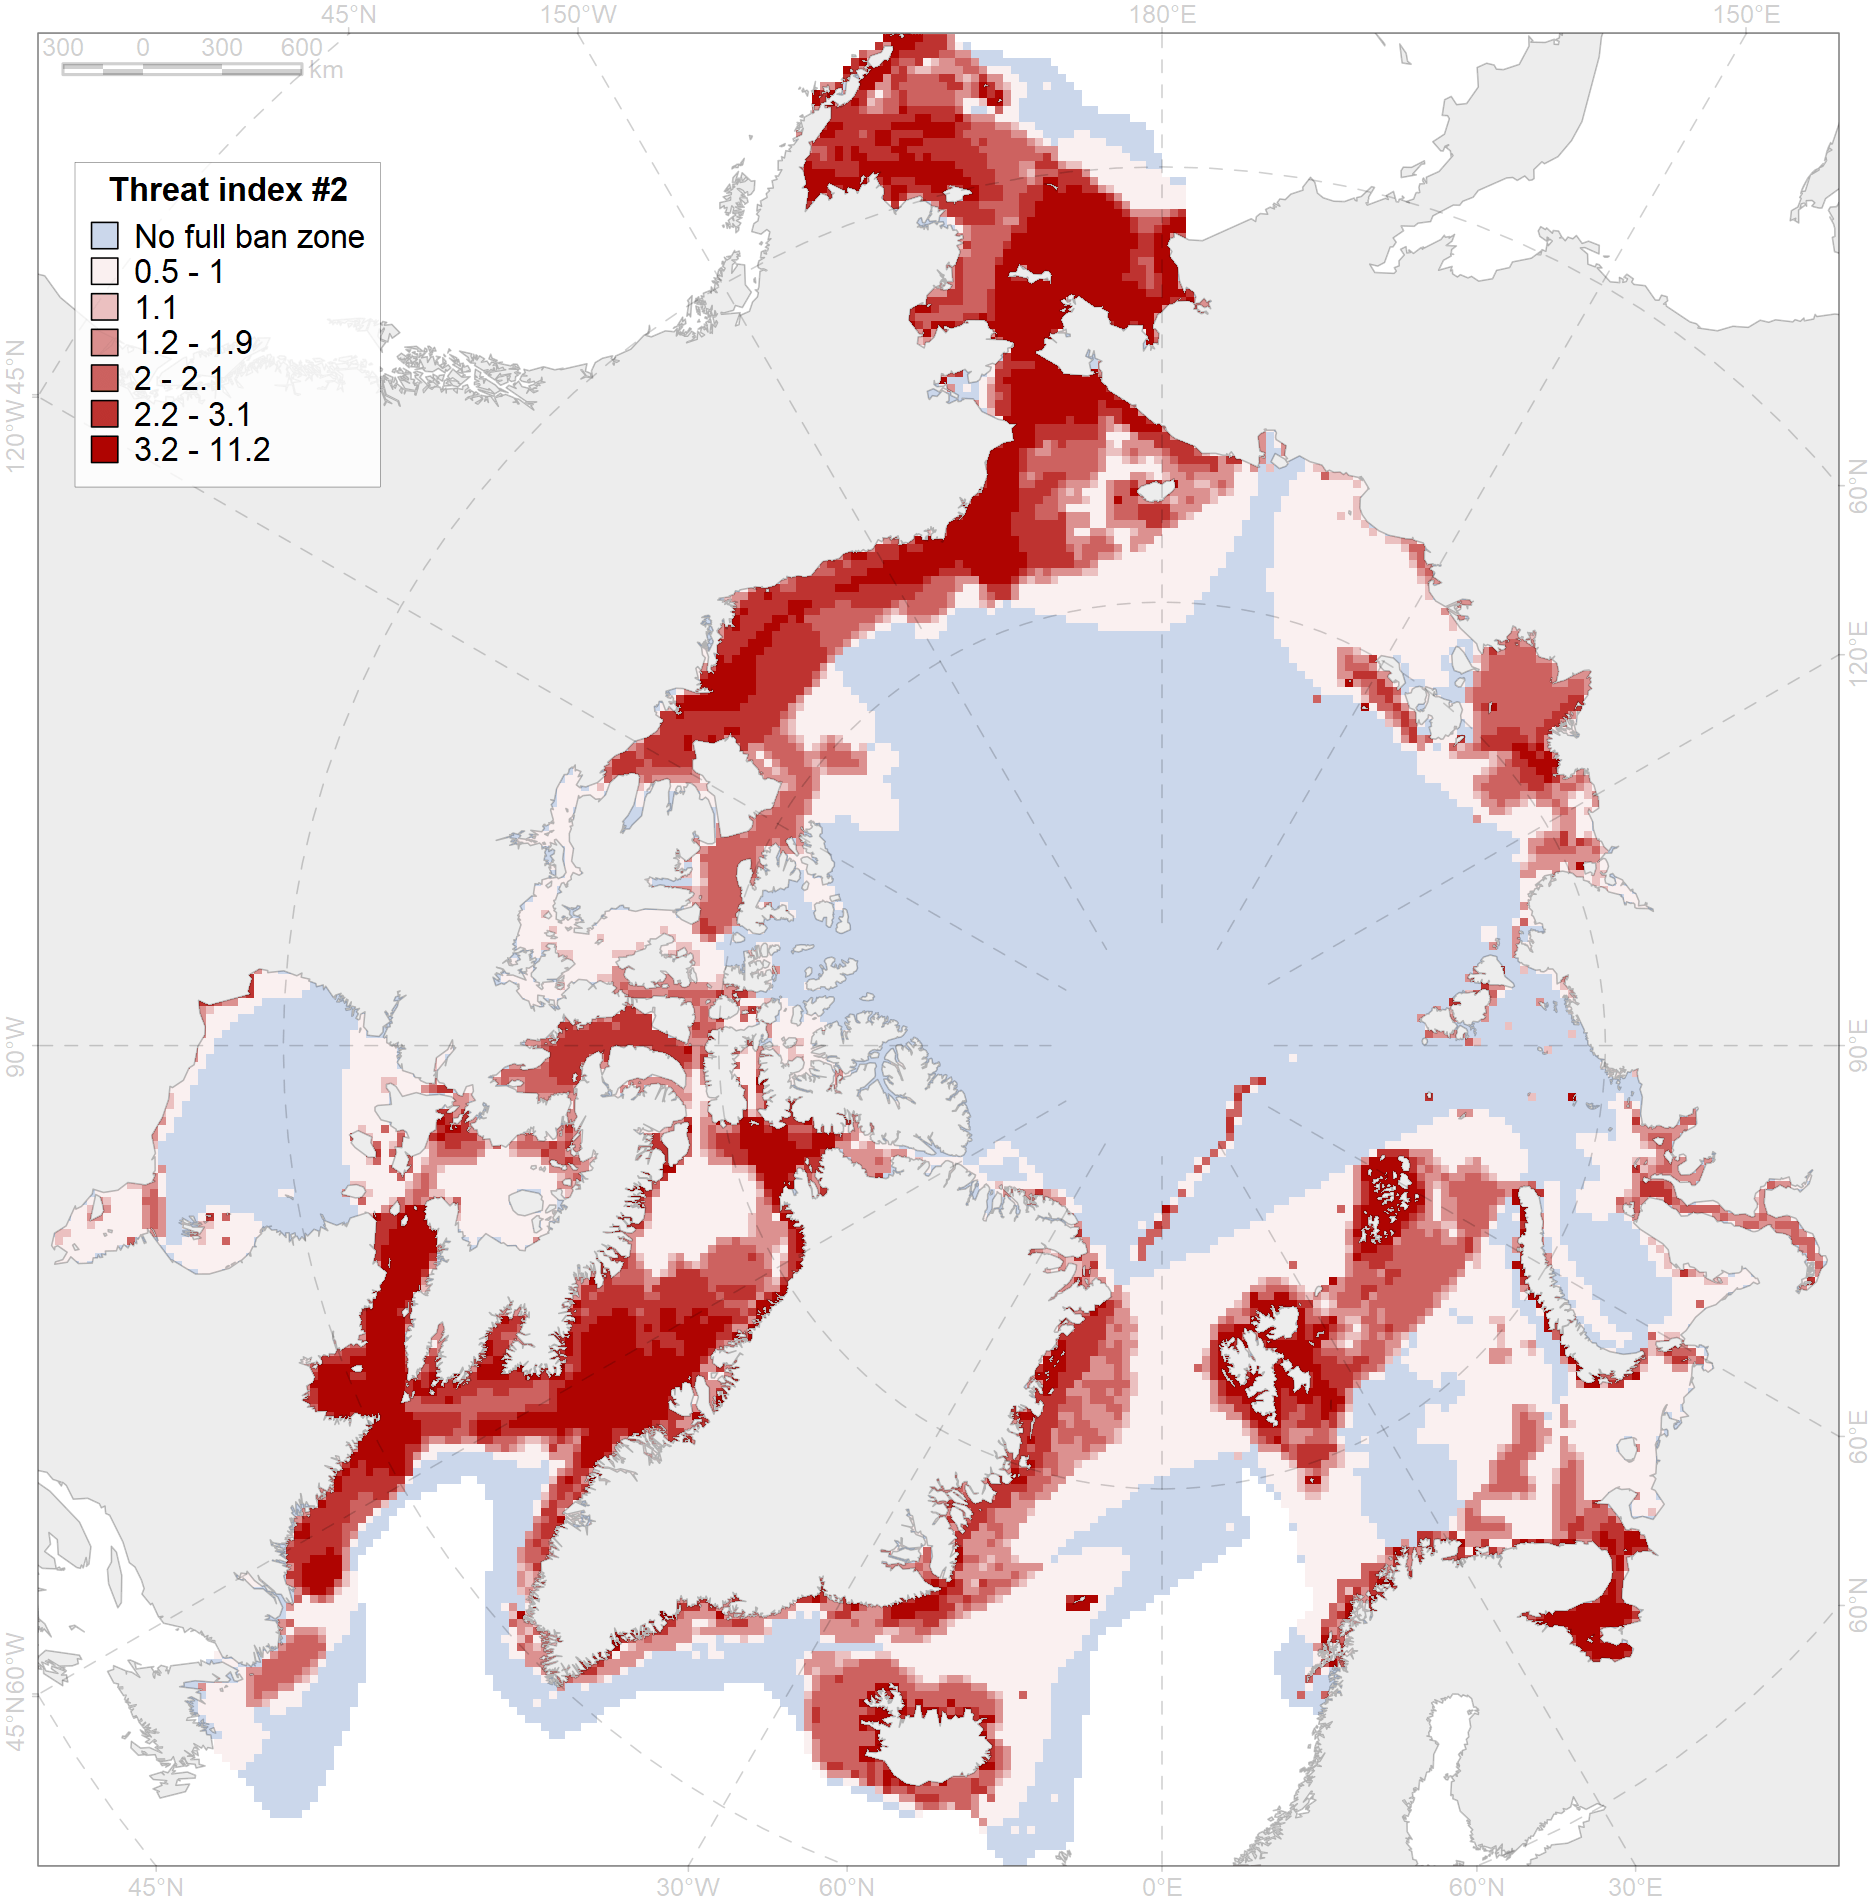 45°N 150°W 180°E 150°E
300 0 300 600
km
Threat index #2
No full ban zone
0.5 - 1
1.1
1.2 - 1.9
2 - 2.1
2.2 - 3.1
3.2 - 11.2
45°N
120°W
90°W
60°W
45°N
60°N
120°E
90°E
60°E
60°N
45°N 30°W 60°N 0°E 60°N 30°E